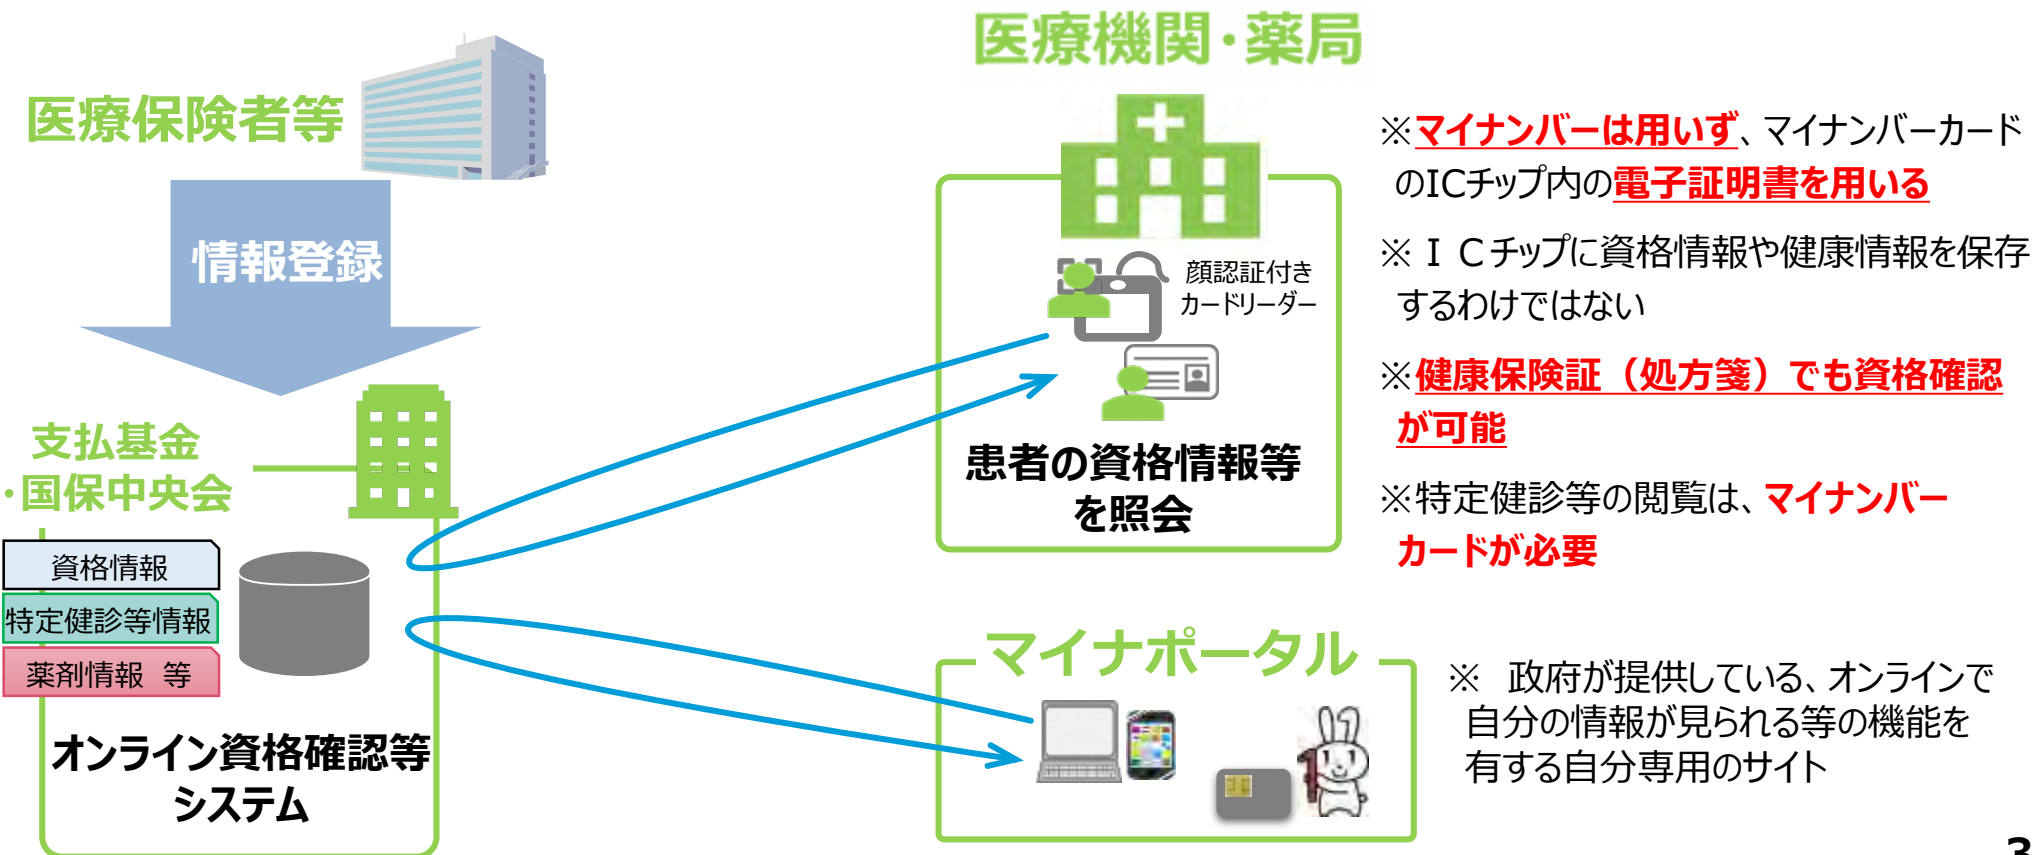 医療保険者等
情報登録
支払基金
・国保中央会
資格情報
特定健診等情報
薬剤情報 等
オンライン資格確認等
システム
医療機関・薬局
顔認証付き
カードリーダー
患者の資格情報等
を照会
※マイナンバーは用いず、マイナンバーカード
のICチップ内の電子証明書を用いる
※ＩＣチップに資格情報や健康情報を保存
するわけではない
※健康保険証（処方箋）でも資格確認
が可能
※特定健診等の閲覧は、マイナンバー
カードが必要
マイナポータル
※　政府が提供している、オンラインで
自分の情報が見られる等の機能を
有する自分専用のサイト
3